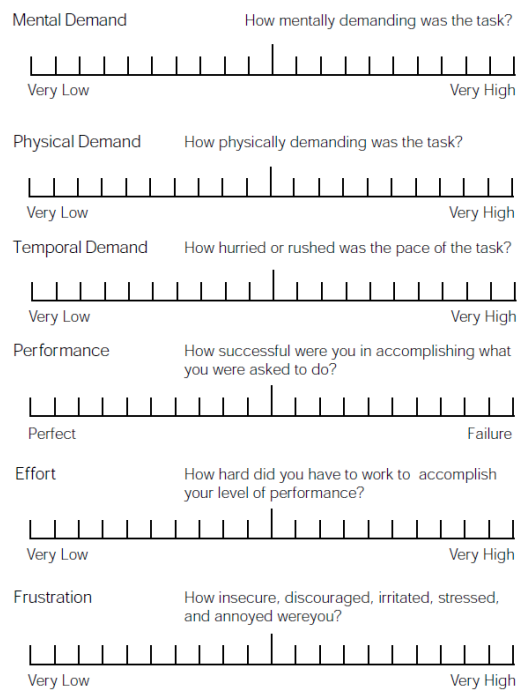 Mental Demand How mentally demanding was the task?
Very Low Very High
Physical Demand How physically demanding was the task?
Very Low Very High
Temporal Demand How hurried or rushed was the pace of the task?
Very Low Very High
Performance How successful were you in accomplishing what
you were asked to do?
Perfect Failure
Effort How hard did you have to work to accomplish
your level of performance?
Very Low Very High
Frustration How insecure, discouraged, irritated, stressed,
and annoyed wereyou?
Very Low Very High